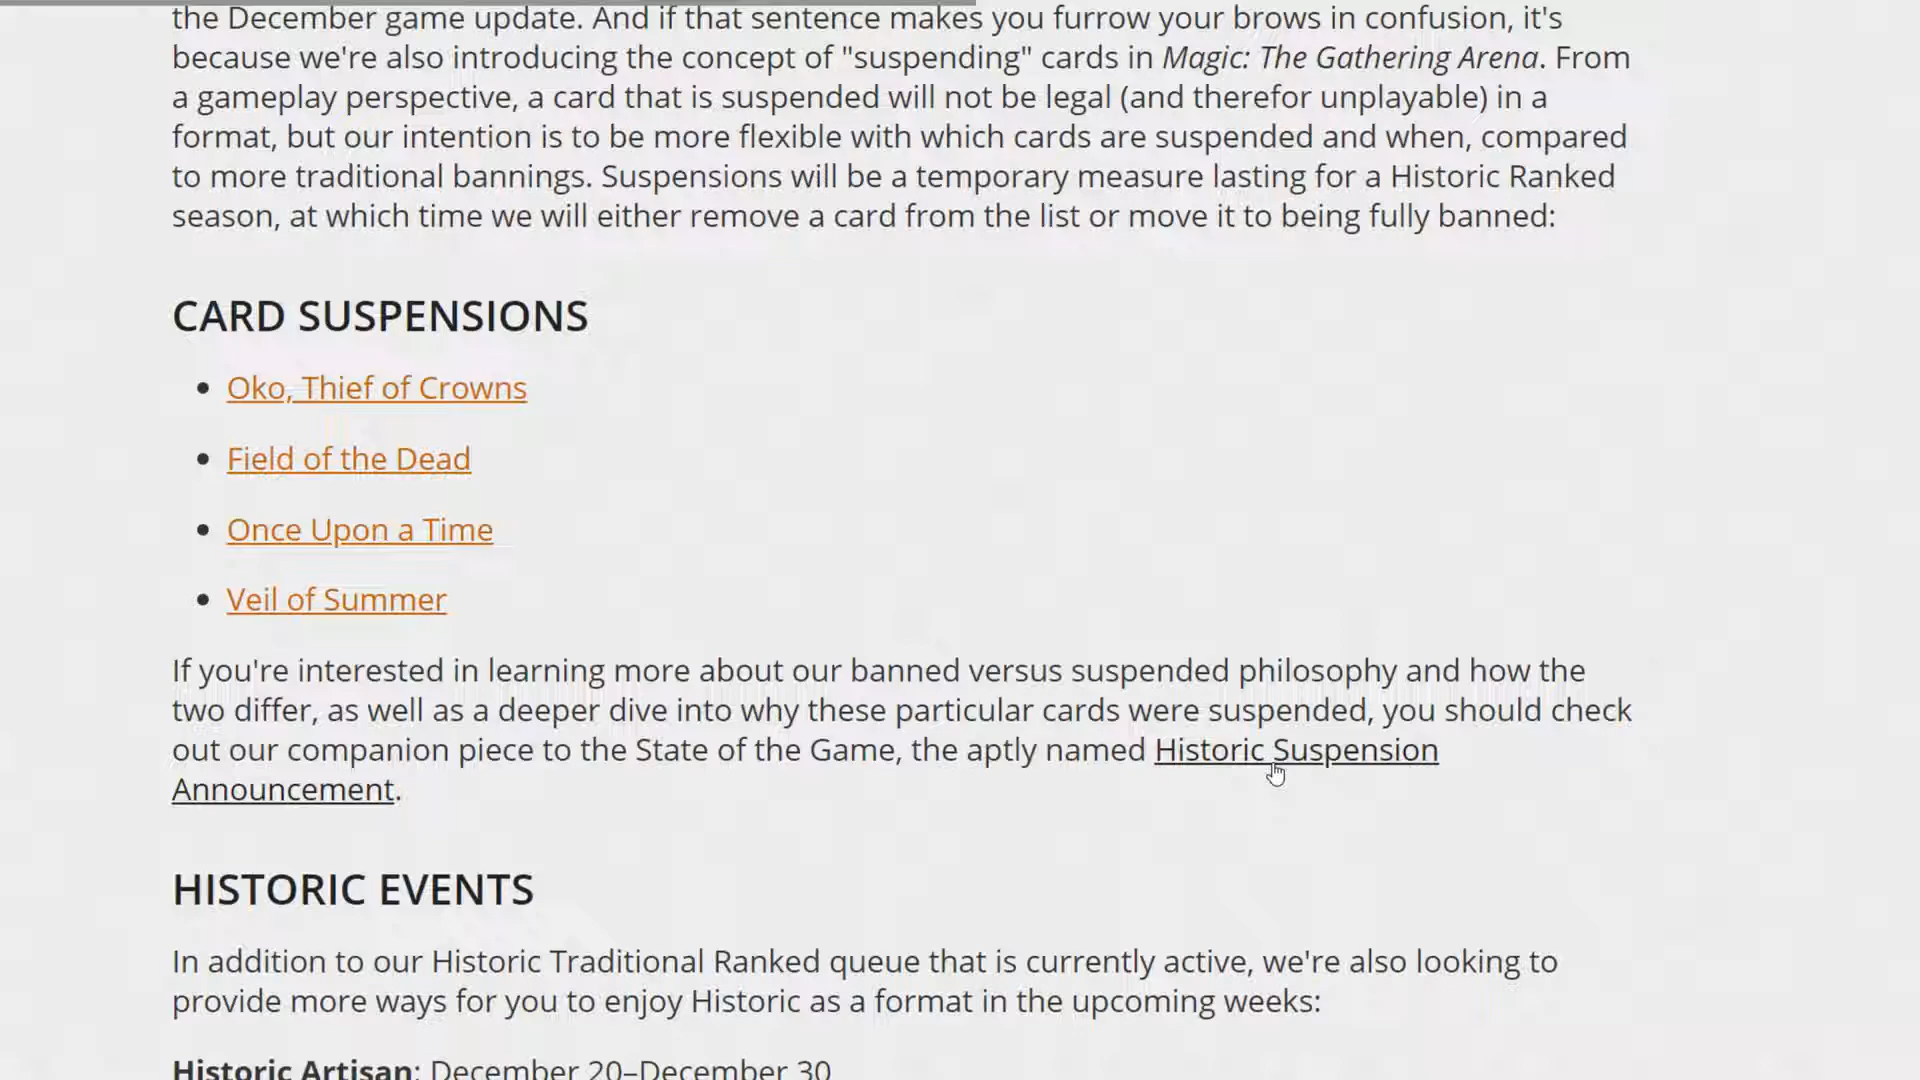 the December game update. And if that sentence makes you furrow your brows in confusion, it's
because we're also introducing the concept of "suspending" cards in Magic: The Gathering Arena. From
a gameplay perspective, a card that is suspended will not be legal (and therefor unplayable) in a
format, but our intention is to be more flexible with which cards are suspended and when, compared
to more traditional bannings. Suspensions will be a temporary measure lasting for a Historic Ranked
season, at which time we will either remove a card from the list or move it to being fully banned:
CARD SUSPENSIONS
• Oko, Thief of Crowns
• Field of the Dead
• Once Upon a Time
• Veil of Summer
If you're interested in learning more about our banned versus suspended philosophy and how the
two differ, as well as a deeper dive into why these particular cards were suspended, you should check
out our companion piece to the State of the Game, the aptly named Historic Suspension
Announcement.
HISTORIC EVENTS
In addition to our Historic Traditional Ranked queue that is currently active, we're also looking to
provide more ways for you to enjoy Historic as a format in the upcoming weeks:
Historic Artisan: December 20–December 30